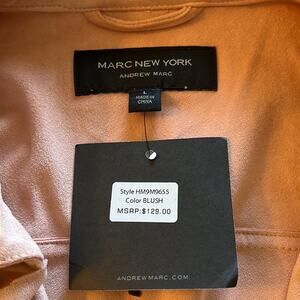 MARC NEW YORK
ANDREW MARC
L
MADE IN
CHINA
Style HM9M9655
Color BLUSH
MSRP:$129.00
ANDREWMARC.COM